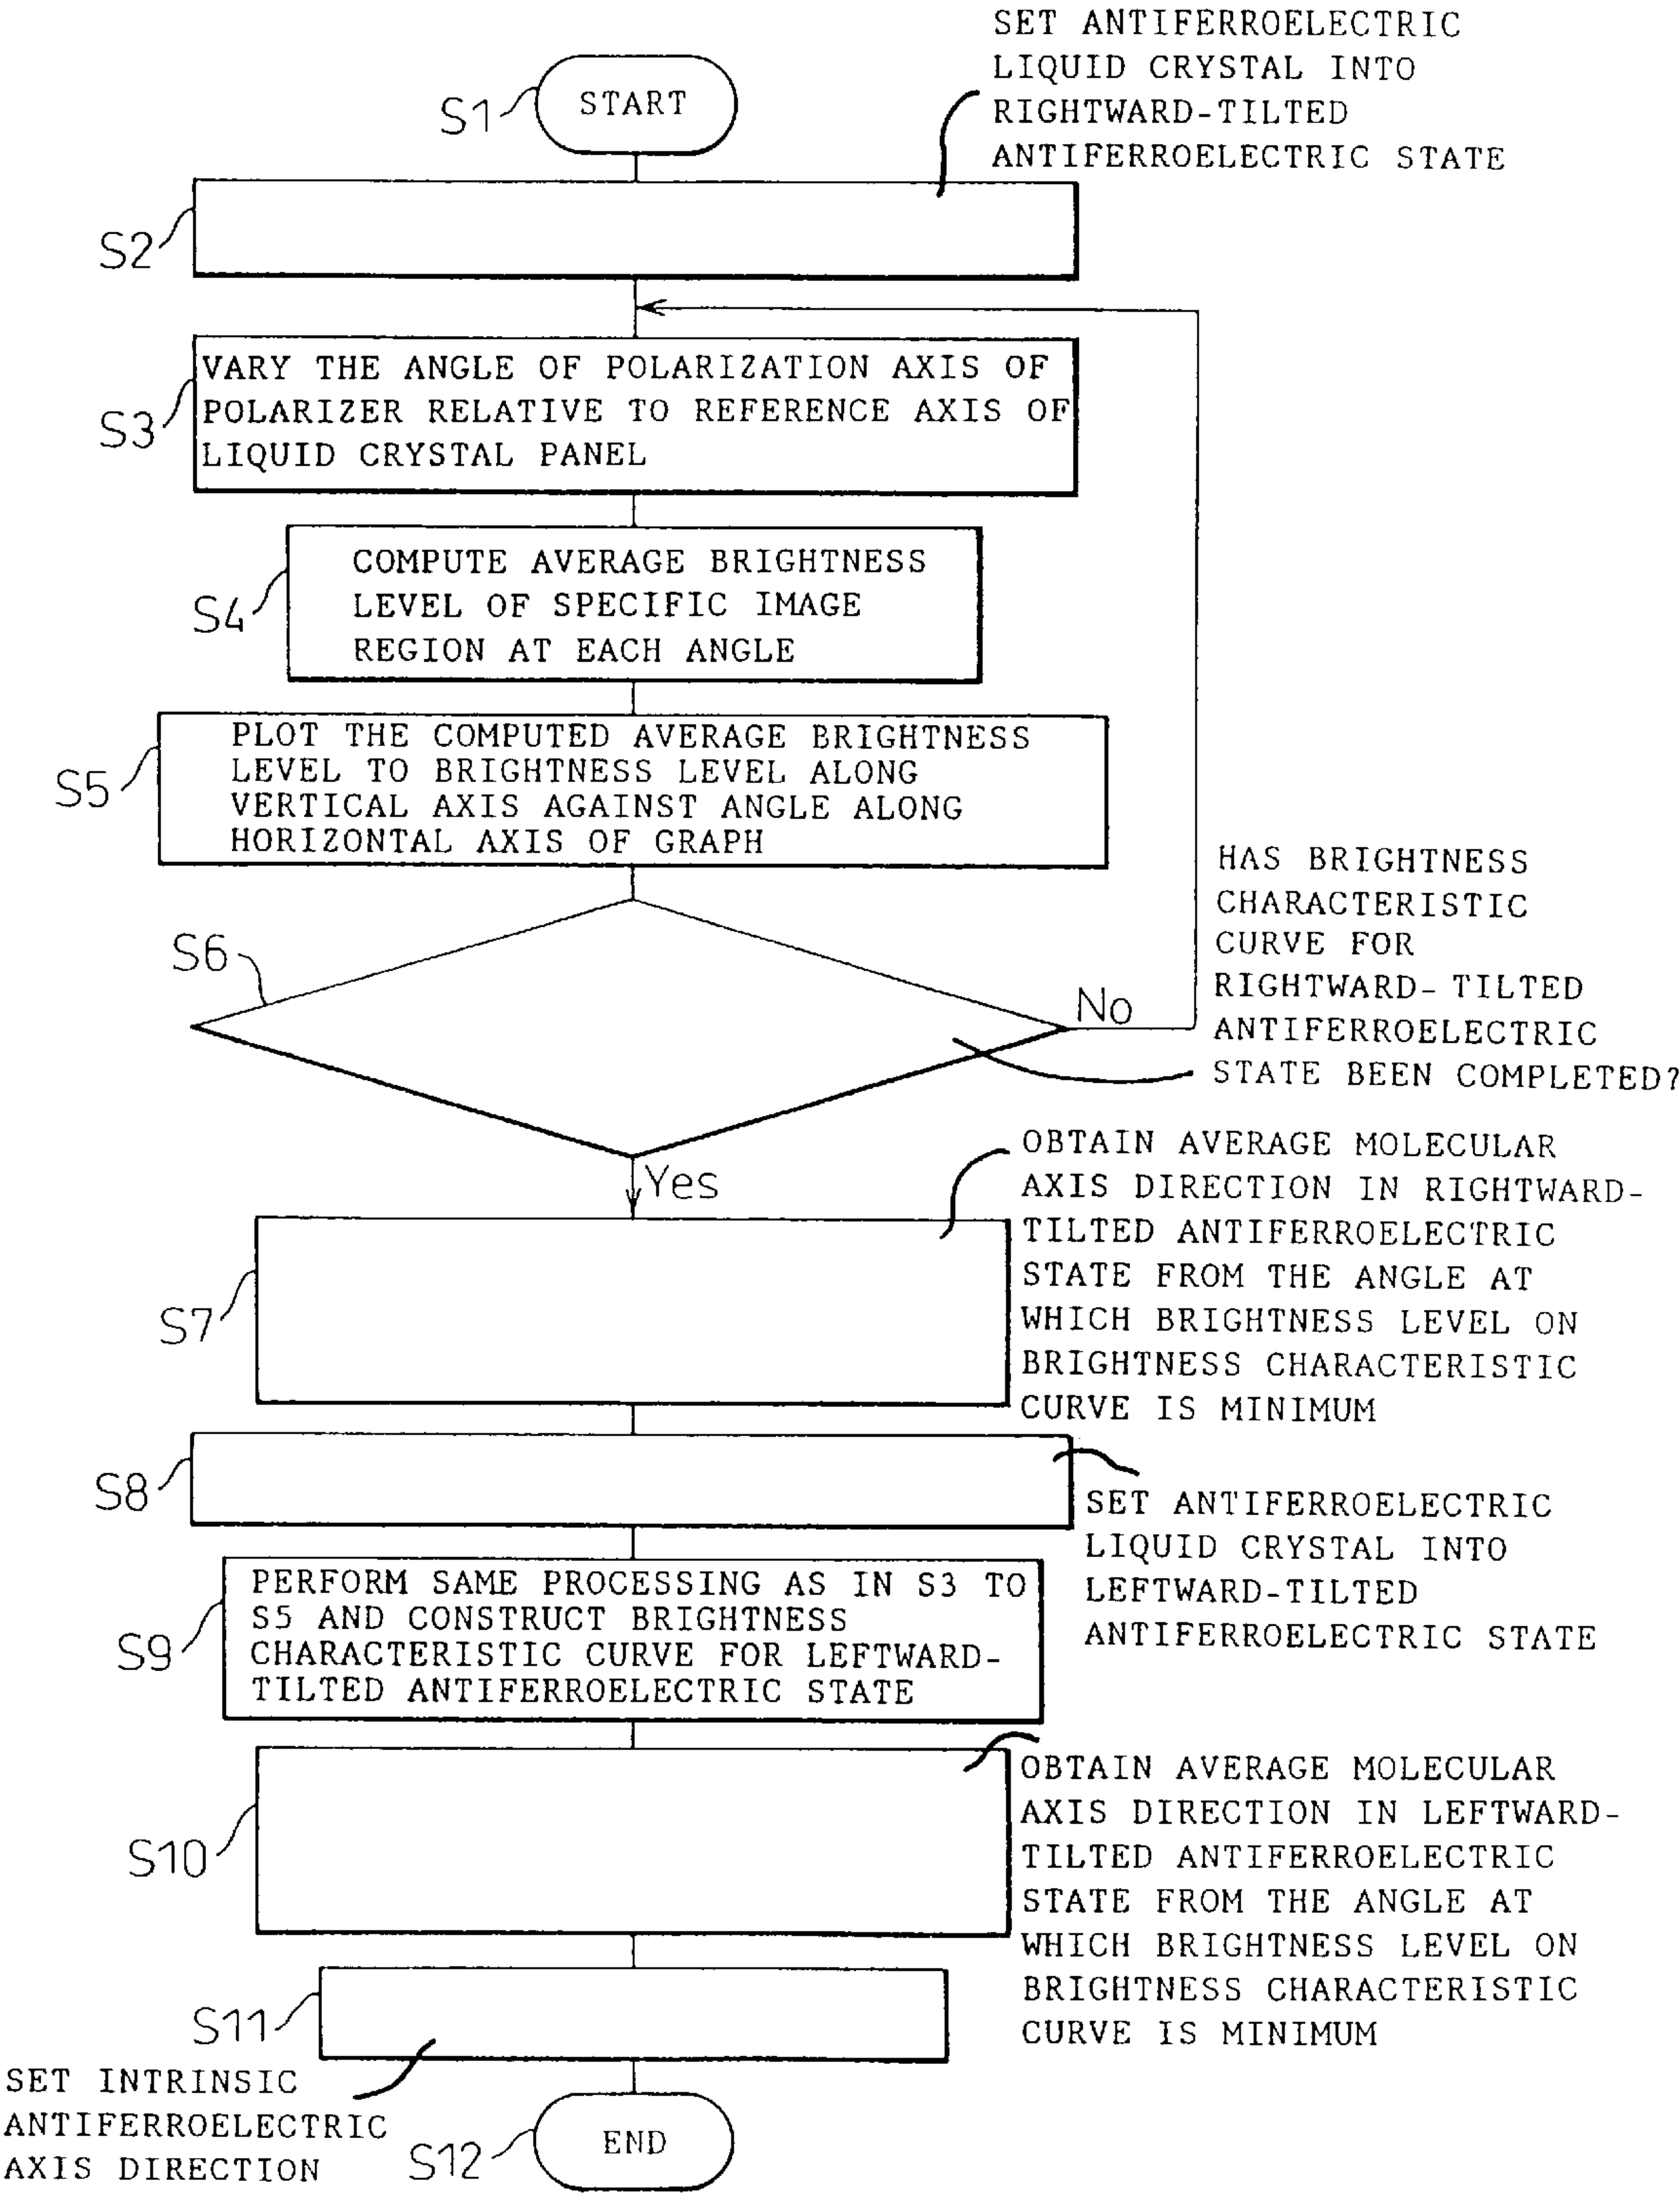 SET ANTIFERROELECTRIC
LIQUID CRYSTAL INTO
RIGHTWARD-TILTED
ANTIFERROELECTRIC STATE
S1
START
S2
S3
VARY THE ANGLE OF POLARIZATION AXIS OF
POLARIZER RELATIVE TO REFERENCE AXIS OF
LIQUID CRYSTAL PANEL
S4
COMPUTE AVERAGE BRIGHTNESS
LEVEL OF SPECIFIC IMAGE
REGION AT EACH ANGLE
S5
PLOT THE COMPUTED AVERAGE BRIGHTNESS
LEVEL TO BRIGHTNESS LEVEL ALONG
VERTICAL AXIS AGAINST ANGLE ALONG
HORIZONTAL AXIS OF GRAPH
S6
No
HAS BRIGHTNESS
CHARACTERISTIC
CURVE FOR
RIGHTWARD- TILTED
ANTIFERROELECTRIC
STATE BEEN COMPLETED?
Yes
S7
OBTAIN AVERAGE MOLECULAR
AXIS DIRECTION IN RIGHTWARD-
TILTED ANTIFERROELECTRIC
STATE FROM THE ANGLE AT
WHICH BRIGHTNESS LEVEL ON
BRIGHTNESS CHARACTERISTIC
CURVE IS MINIMUM
S8
SET ANTIFERROELECTRIC
LIQUID CRYSTAL INTO
LEFTWARD-TILTED
ANTIFERROELECTRIC STATE
S9
PERFORM SAME PROCESSING AS IN S3 TO
S5 AND CONSTRUCT BRIGHTNESS
CHARACTERISTIC CURVE FOR LEFTWARD-
TILTED ANTIFERROELECTRIC STATE
S10
OBTAIN AVERAGE MOLECULAR
AXIS DIRECTION IN LEFTWARD-
TILTED ANTIFERROELECTRIC
STATE FROM THE ANGLE AT
WHICH BRIGHTNESS LEVEL ON
BRIGHTNESS CHARACTERISTIC
CURVE IS MINIMUM
S11
SET INTRINSIC
ANTIFERROELECTRIC
AXIS DIRECTION
S12
END